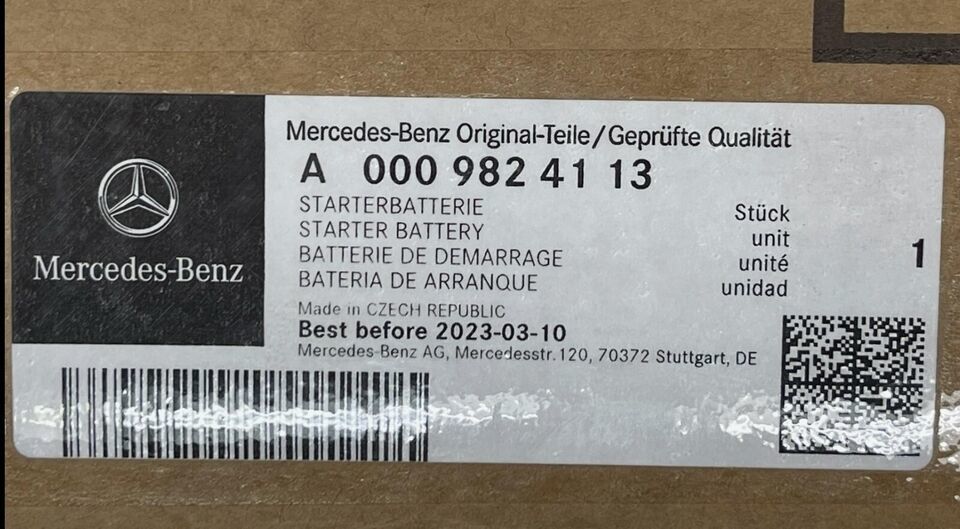 Mercedes-Benz
Mercedes-Benz Original-Teile/Geprüfte Qualität
A 000 982 41 13
STARTERBATTERIE
STARTER BATTERY
BATTERIE DE DEMARRAGE
BATERIA DE ARRANQUE
Stück
unit
unité
unidad
1
Made in CZECH REPUBLIC
Best before 2023-03-10
Mercedes-Benz AG, Mercedesstr.120, 70372 Stuttgart, DE